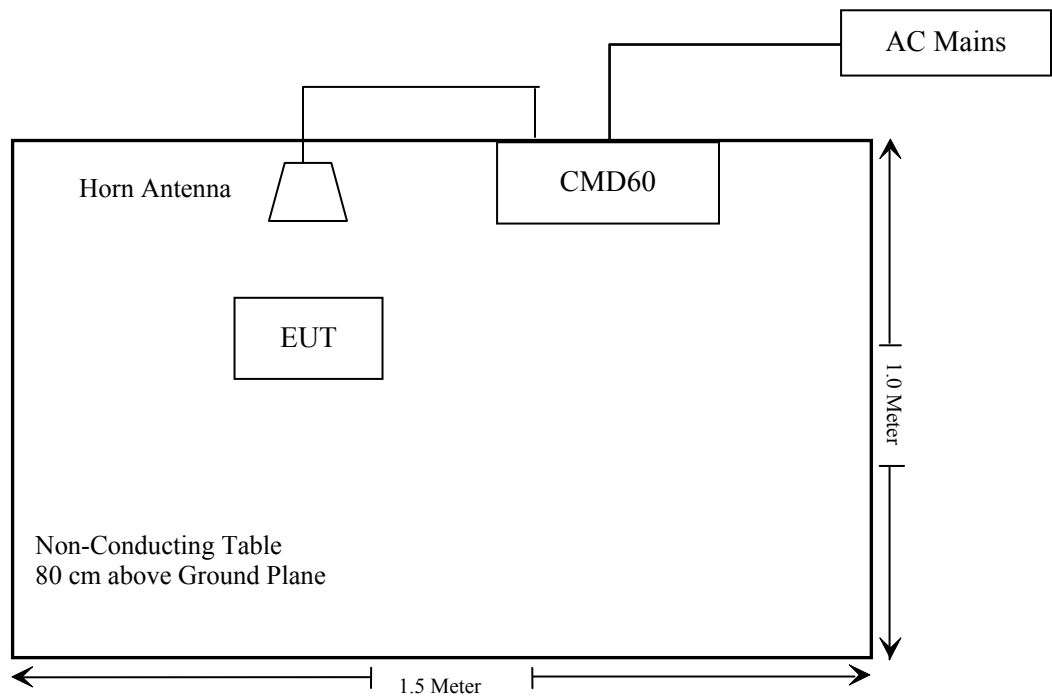 AC Mains
Horn Antenna
CMD60
EUT
1.0 Meter
Non-Conducting Table
80 cm above Ground Plane
1.5 Meter